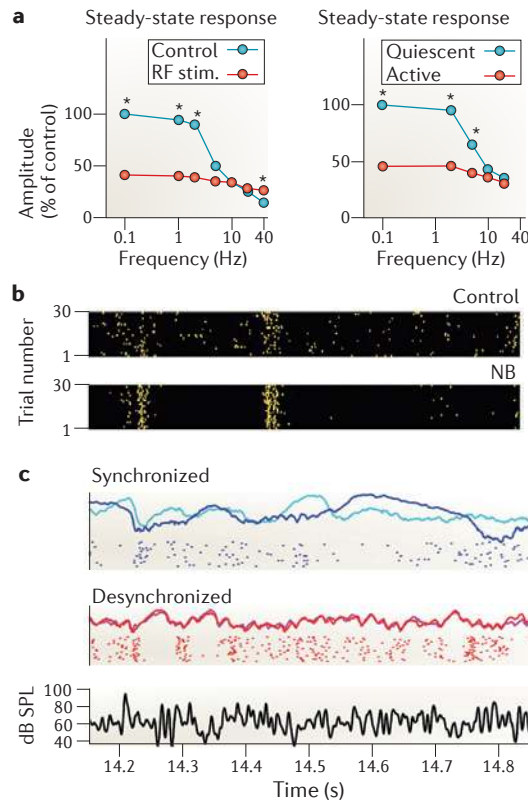 a
Steady-state response
Control
RF stim.
Amplitude
(% of control)
100
50
0
*
*
*
*
0.1
1
10
40
Frequency (Hz)
Steady-state response
Quiescent
Active
100
50
0
*
*
*
0.1
1
10
40
Frequency (Hz)
b
Control
Trial number
30
1
NB
30
1
c
Synchronized
Desynchronized
dB SPL
100
80
60
40
14.2
14.3
14.4
14.5
14.6
14.7
14.8
Time (s)